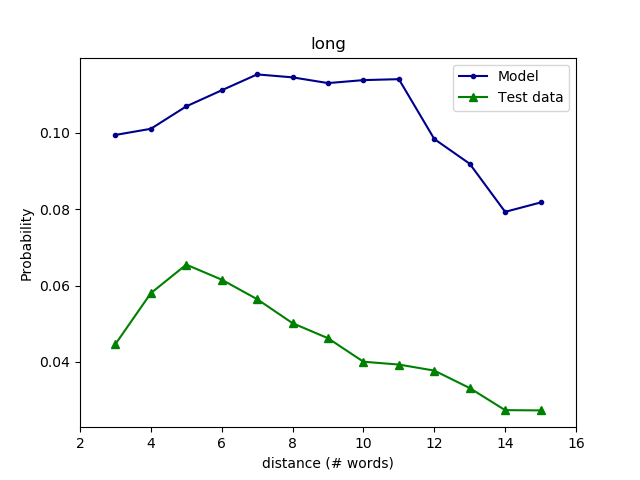 long
Model
Test data
0.10
0.08
0.06
0.04
Probability
2 4 6 8 10 12 14 16
distance (# words)